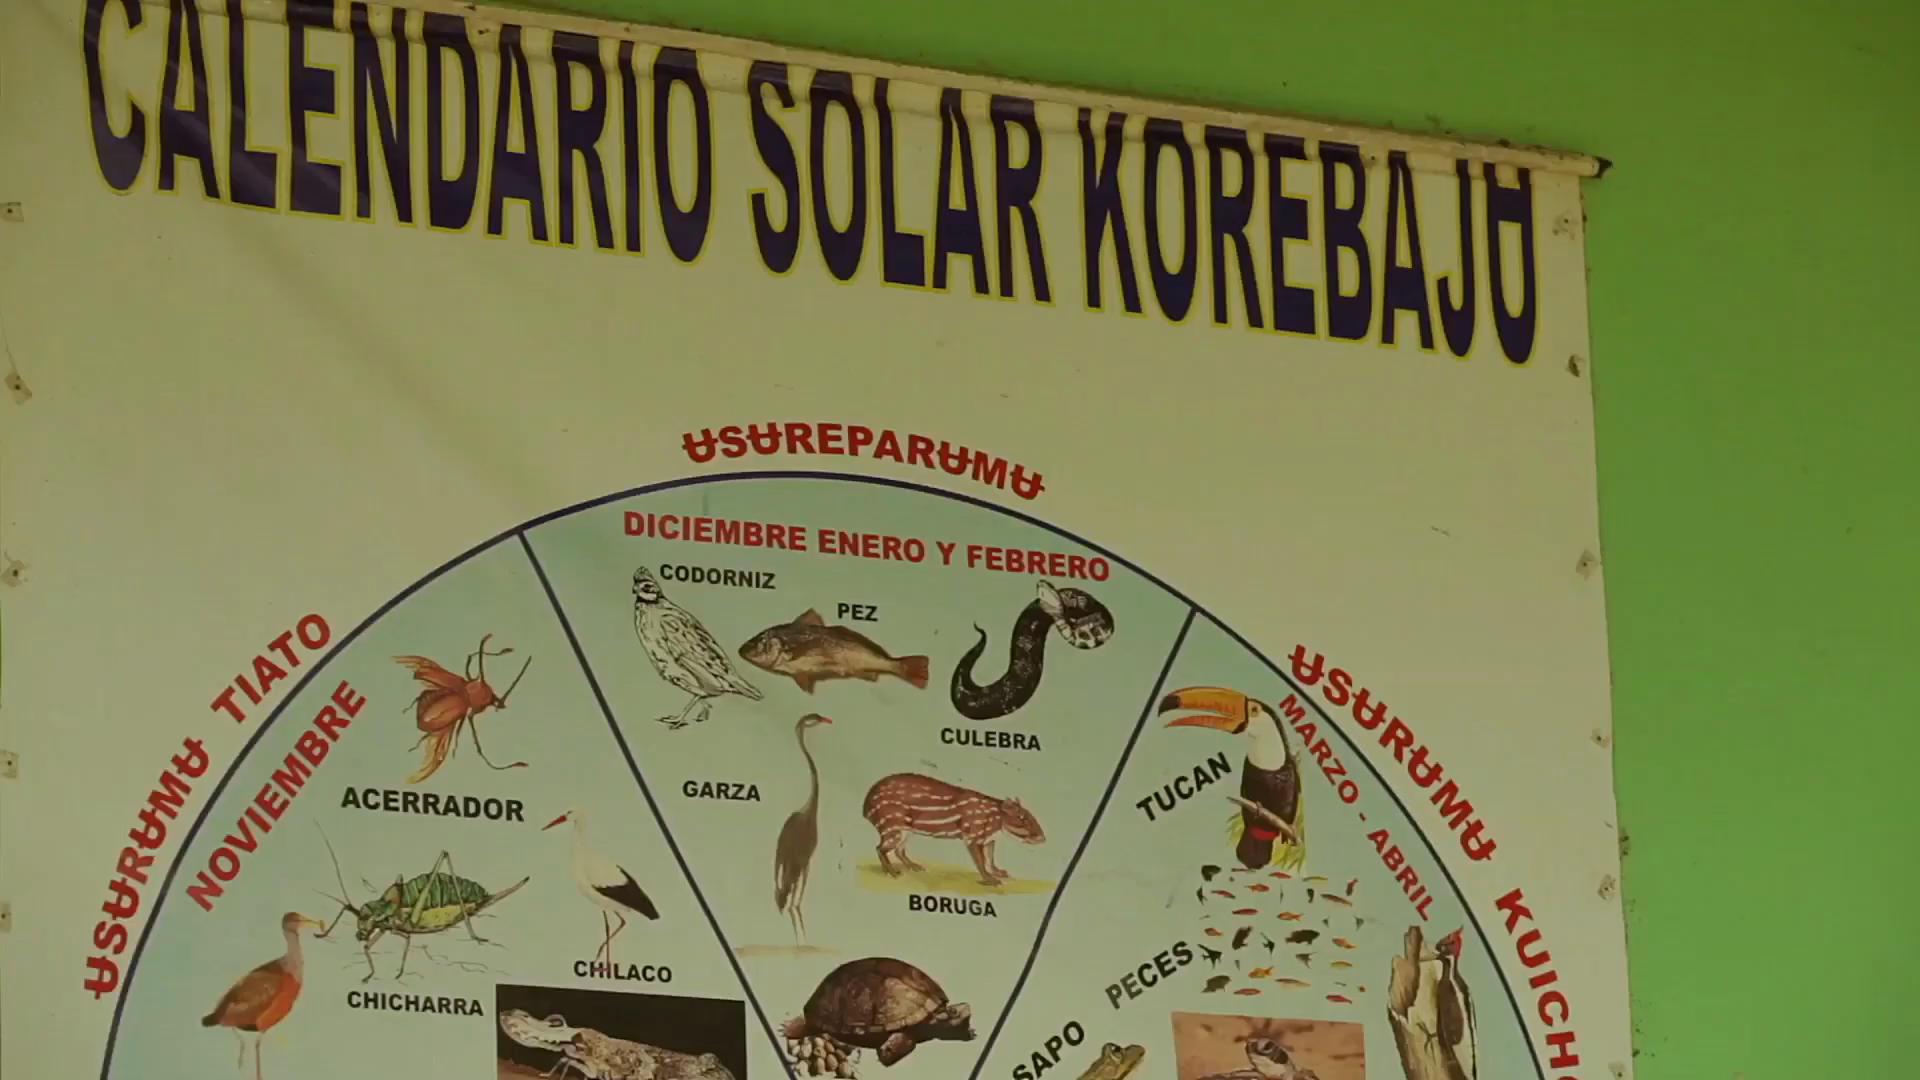 CALENDARIO SOLAR KOREBAJɄ
ɄSɄREPARɄMɄ
DICIEMBRE ENERO Y FEBRERO
CODORNIZ
PEZ
CULEBRA
GARZA
BORUGA
ɄSɄRɄMɄ TIATO
NOVIEMBRE
ACERRADOR
CHILACO
CHICHARRA
ɄSɄRɄMɄ
MARZO - ABRIL
TUCAN
PECES
SAPO